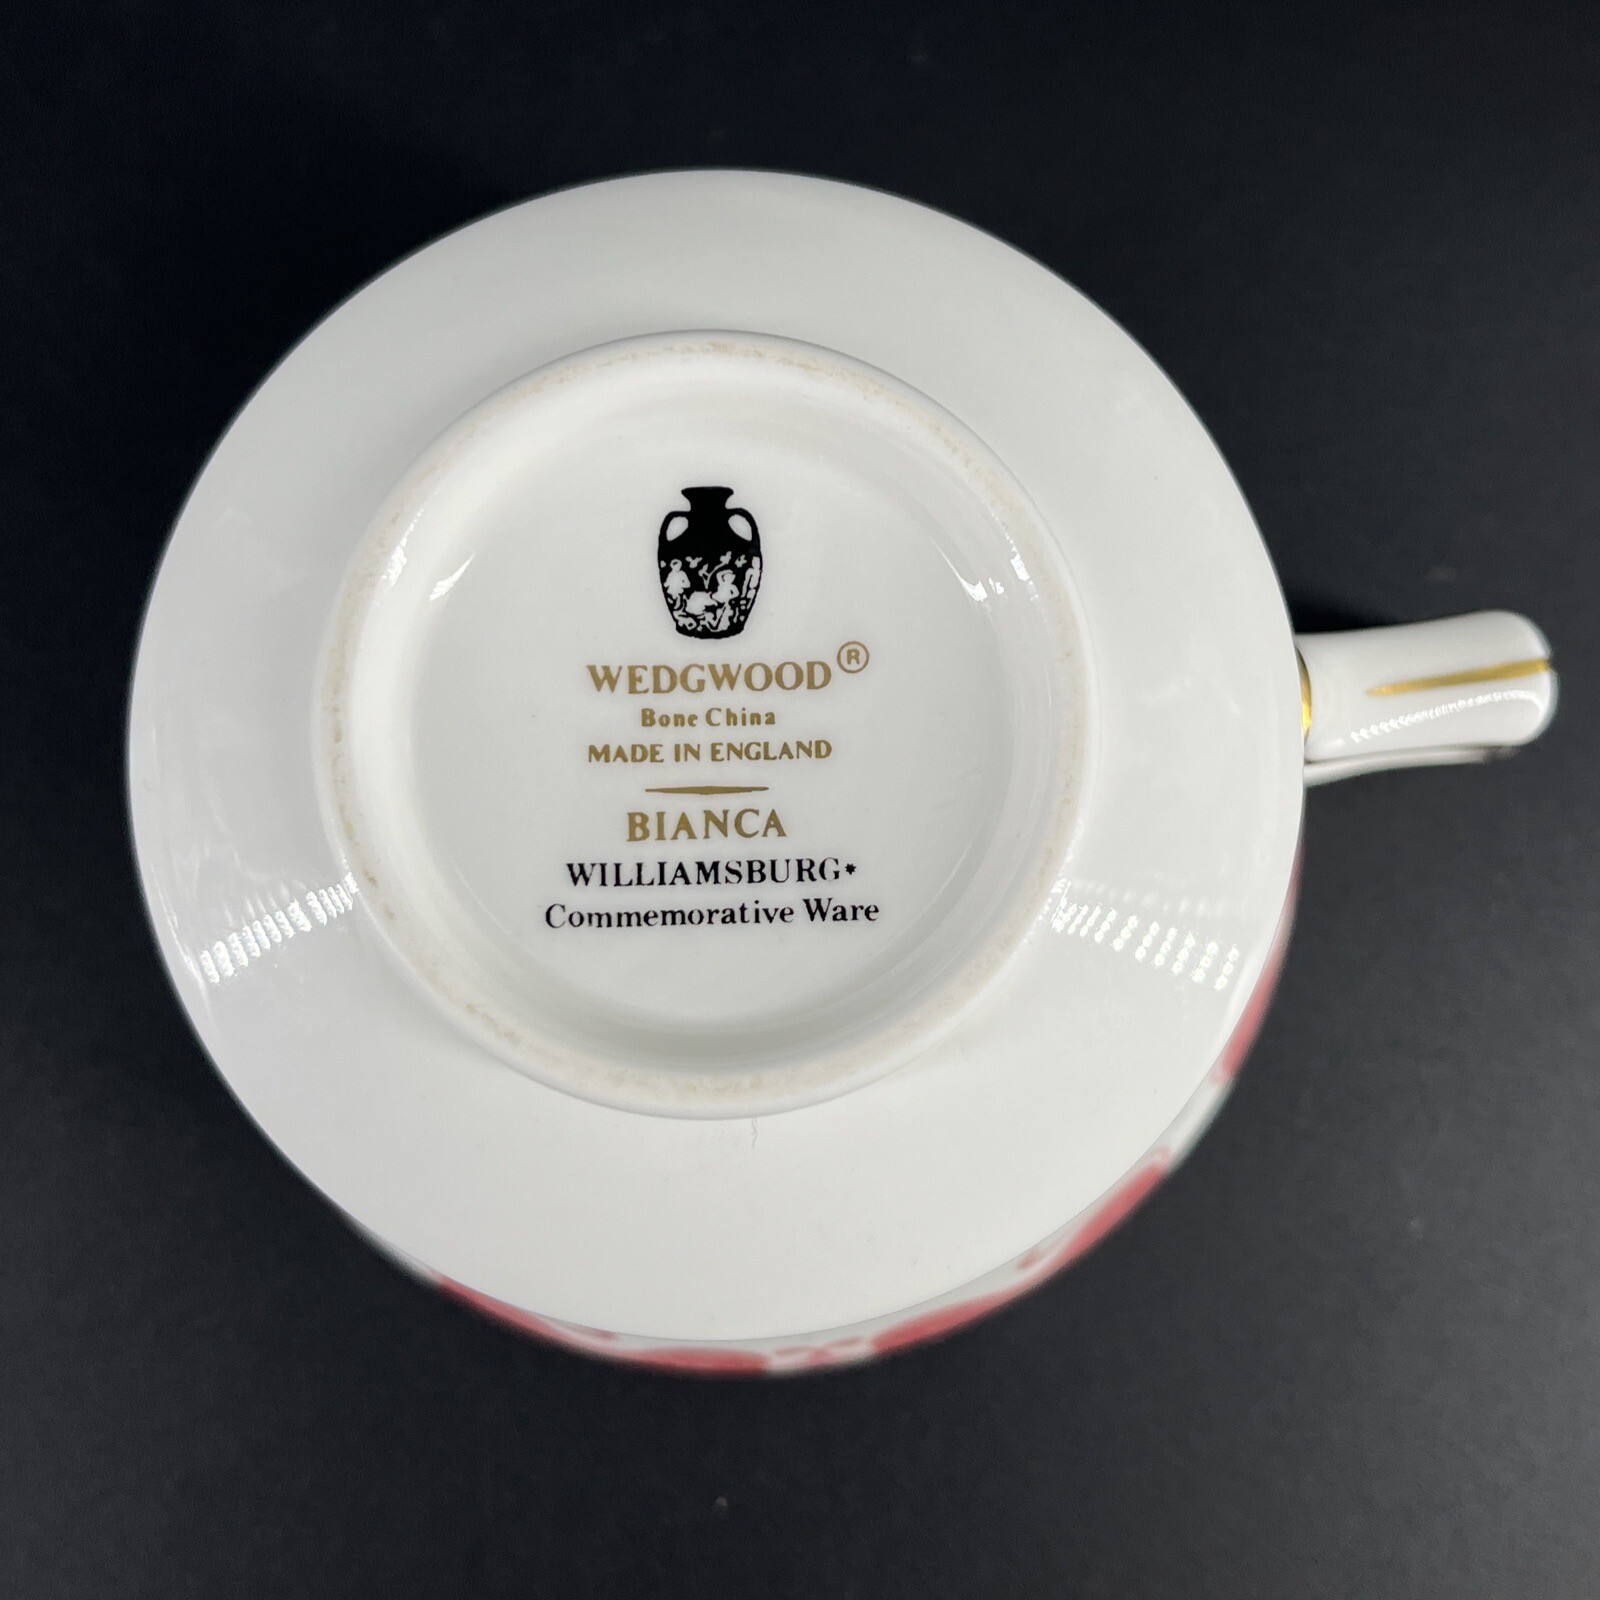 WEDGWOOD®
Bone China
MADE IN ENGLAND
BIANCA
WILLIAMSBURG*
Commemorative Ware